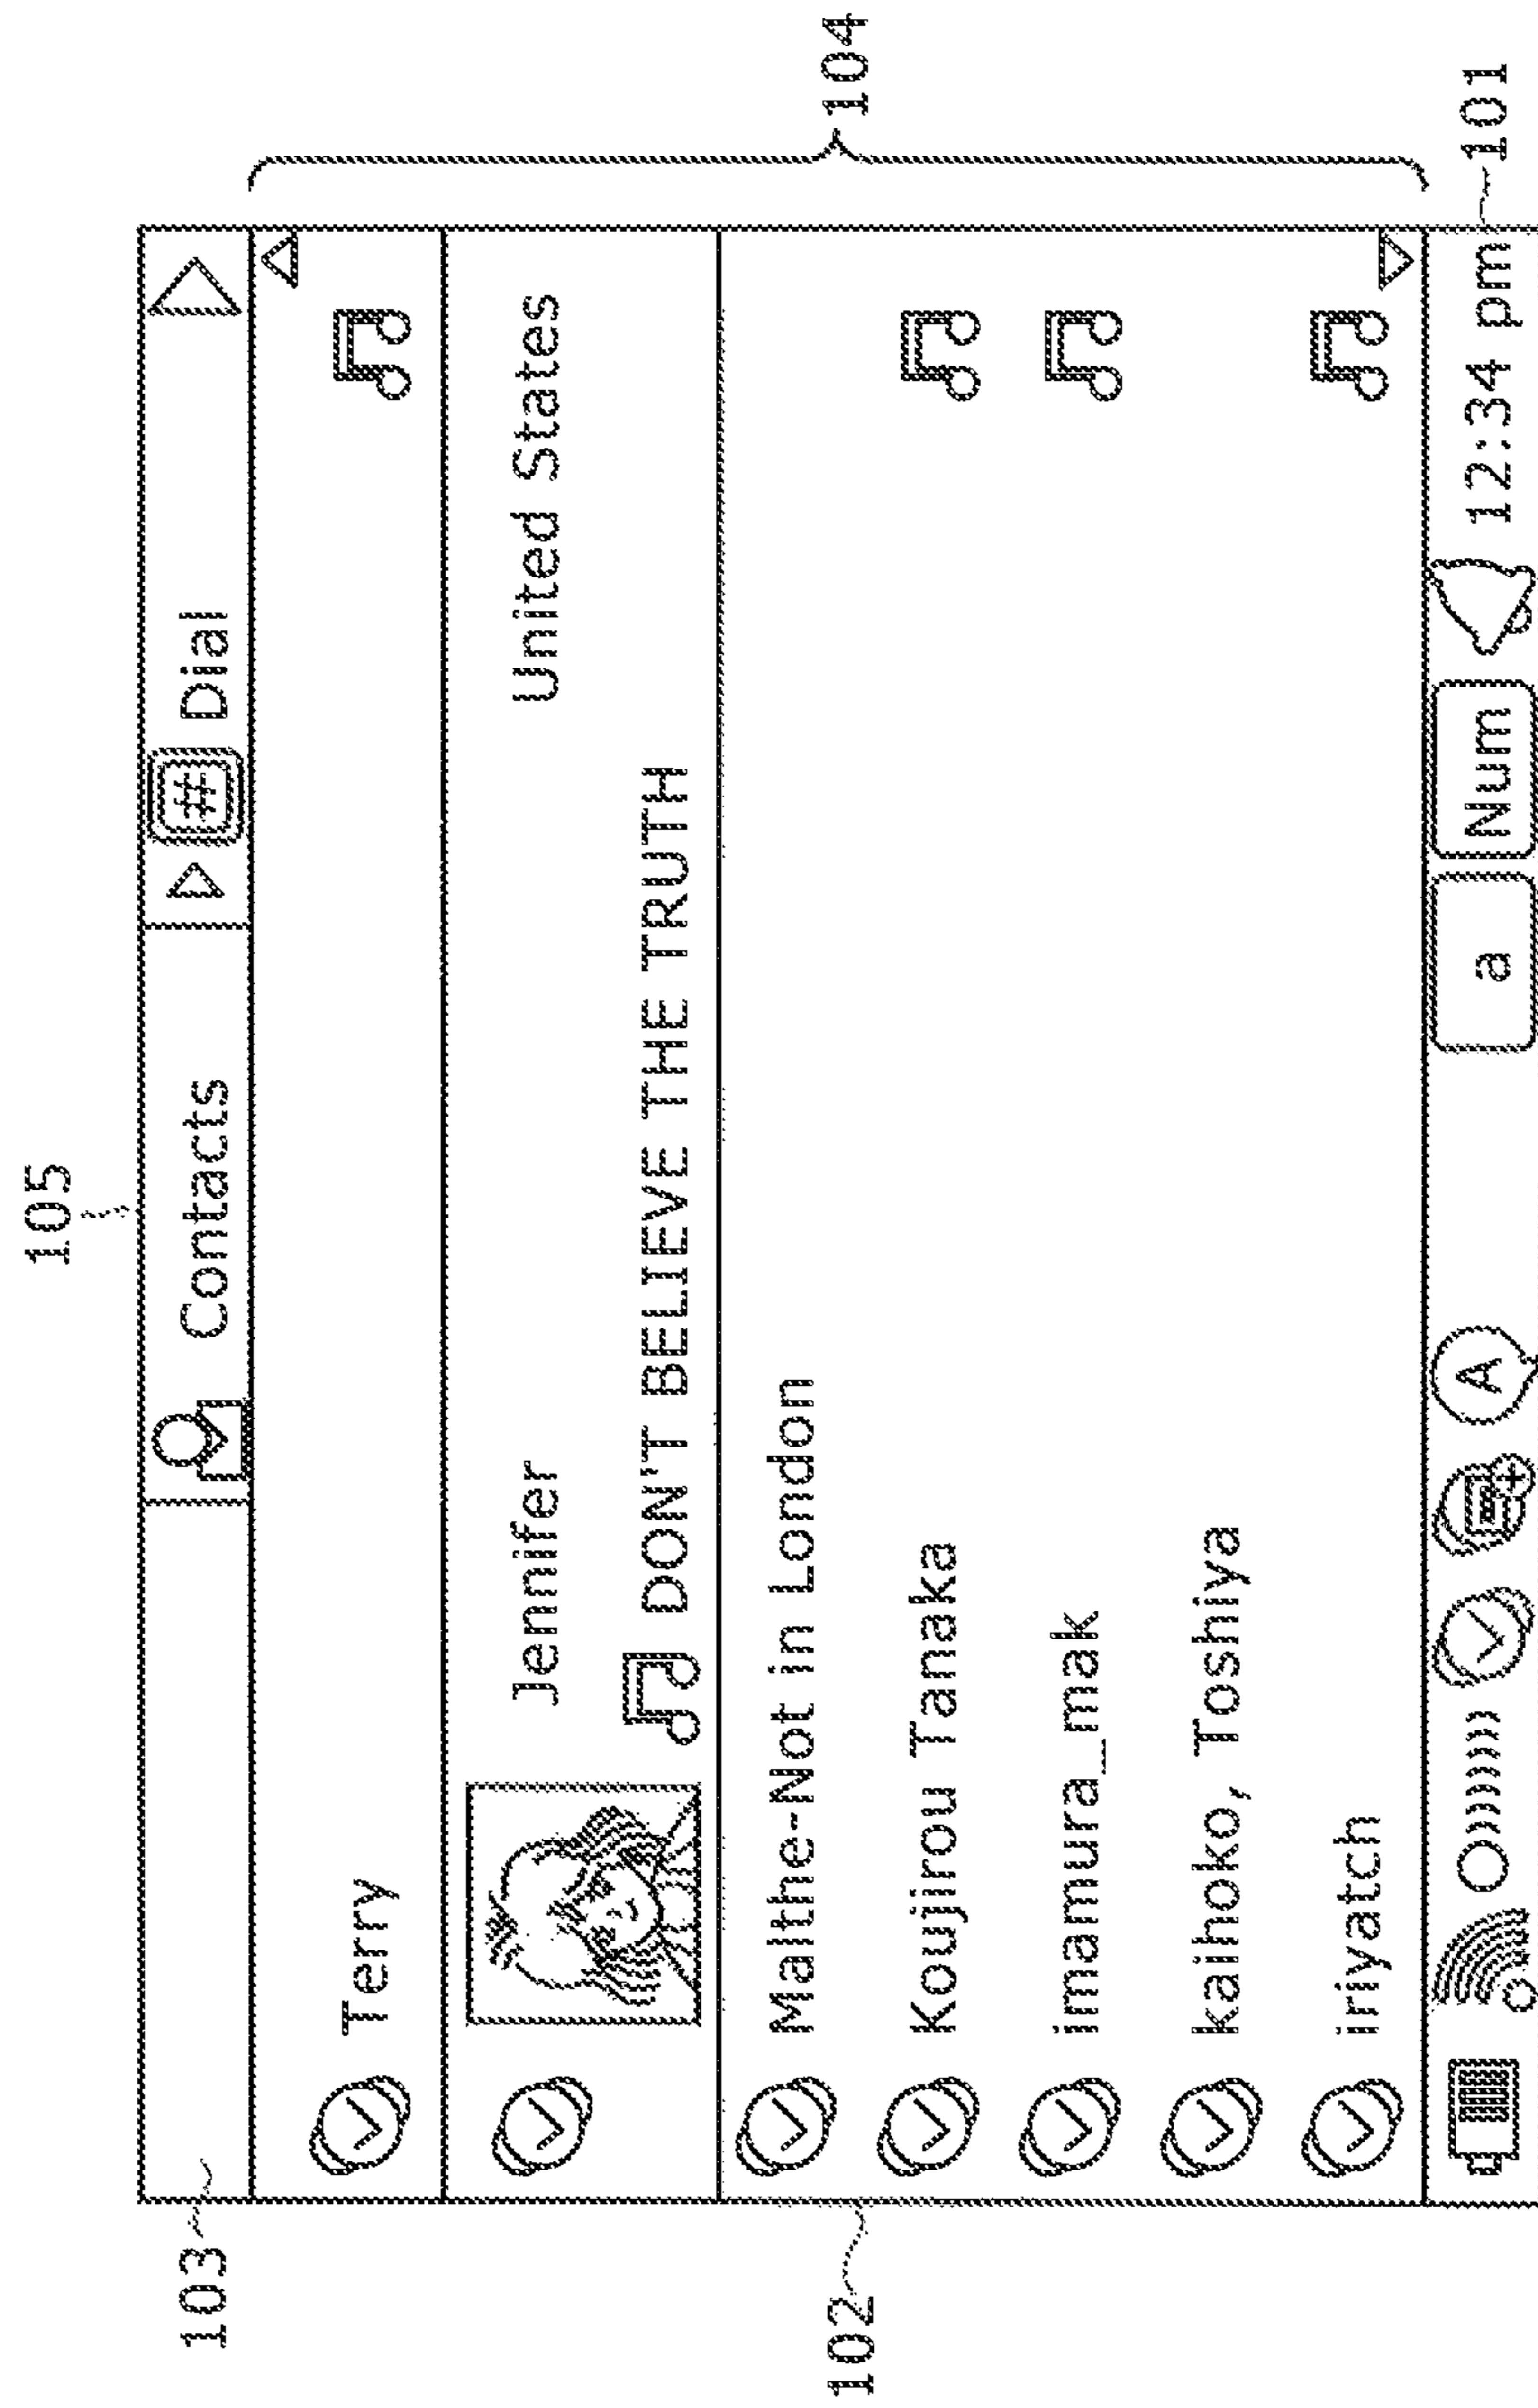 105
103
Contacts
# Dial
104
Terry
Jennifer
United States
DON'T BELIEVE THE TRUTH
102
Malthe-Not in London
Koujirou Tanaka
imamura_mak
kaihoko, Toshiya
iriyatch
A
a
Num
12:34 pm
101